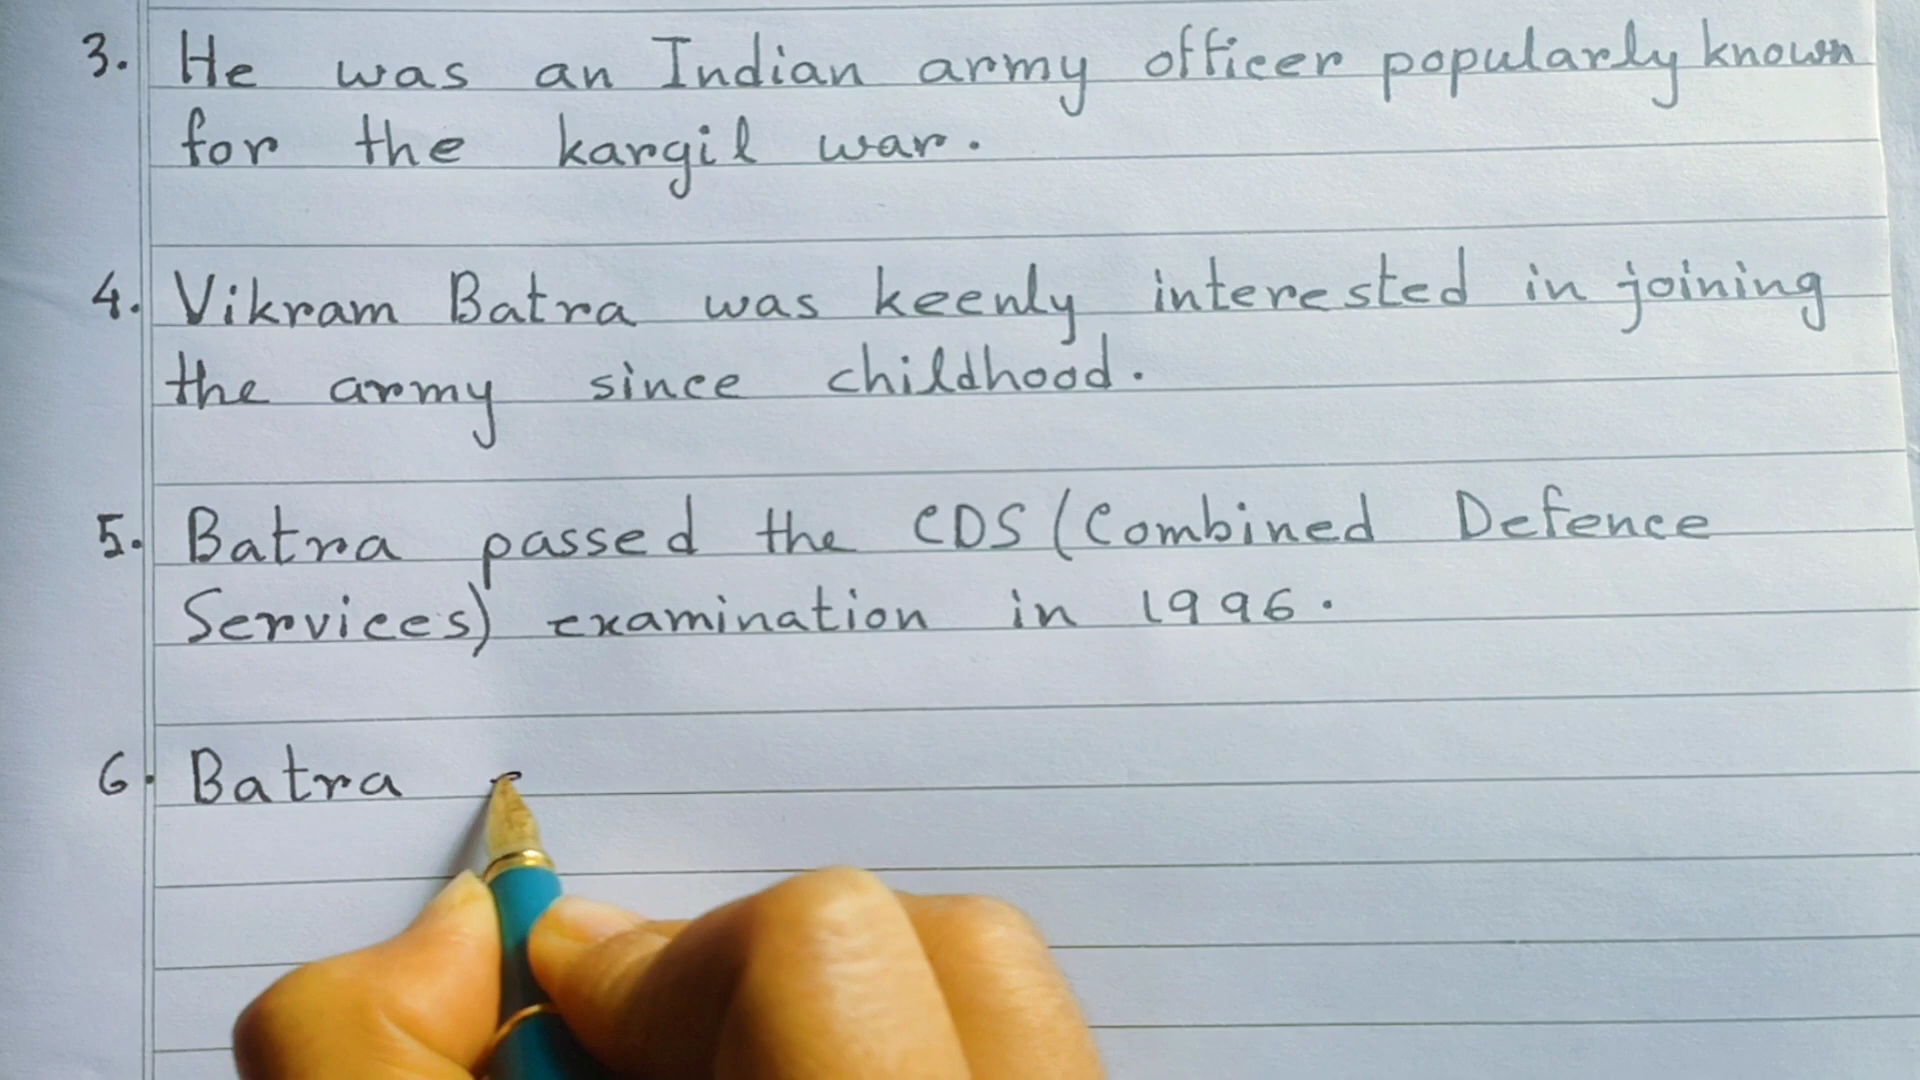 3. He was an Indian army officer popularly known
for the kargil war.
4. Vikram Batra was keenly interested in joining
the army since childhood.
5. Batra passed the CDS (Combined Defence
Services) examination in 1996.
6. Batra